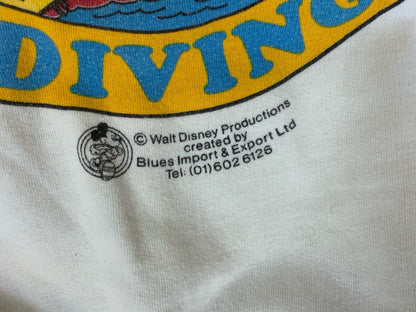 DIVING
© Walt Disney Productions
created by
Blues Import & Export Ltd
Tel: (01) 602 6126